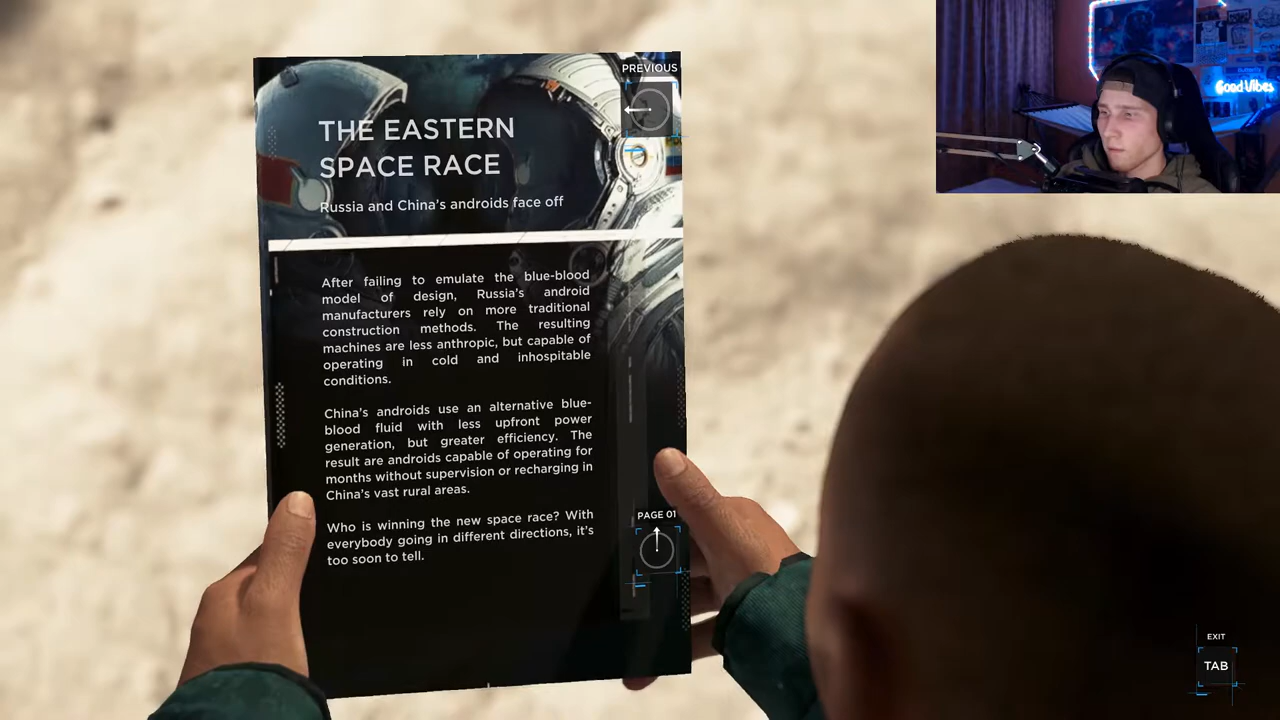 PREVIOUS
THE EASTERN
SPACE RACE
Russia and China's androids face off
After failing to emulate the blue-blood
model of design, Russia's android
manufacturers rely on more traditional
construction methods. The resulting
machines are less anthropic, but capable of
operating in cold and inhospitable
conditions.
China's androids use an alternative blue-
blood fluid with less upfront power
generation, but greater efficiency. The
result are androids capable of operating for
months without supervision or recharging in
China's vast rural areas.
Who is winning the new space race? With
everybody going in different directions, it's
too soon to tell.
PAGE 01
Good Vibes
EXIT
TAB